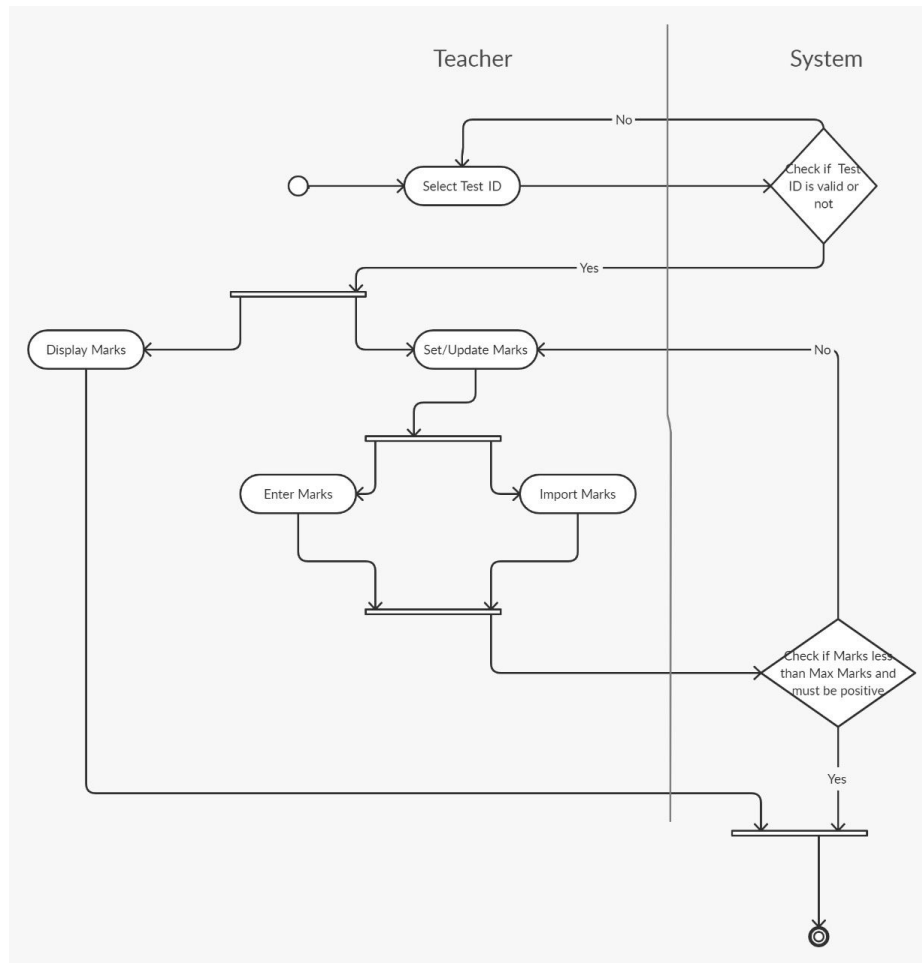 Teacher
System
No
Select Test ID
Check if Test
ID is valid or
not
Yes
Display Marks
Set/Update Marks
No
Enter Marks
Import Marks
Check if Marks less
than Max Marks and
must be positive
Yes